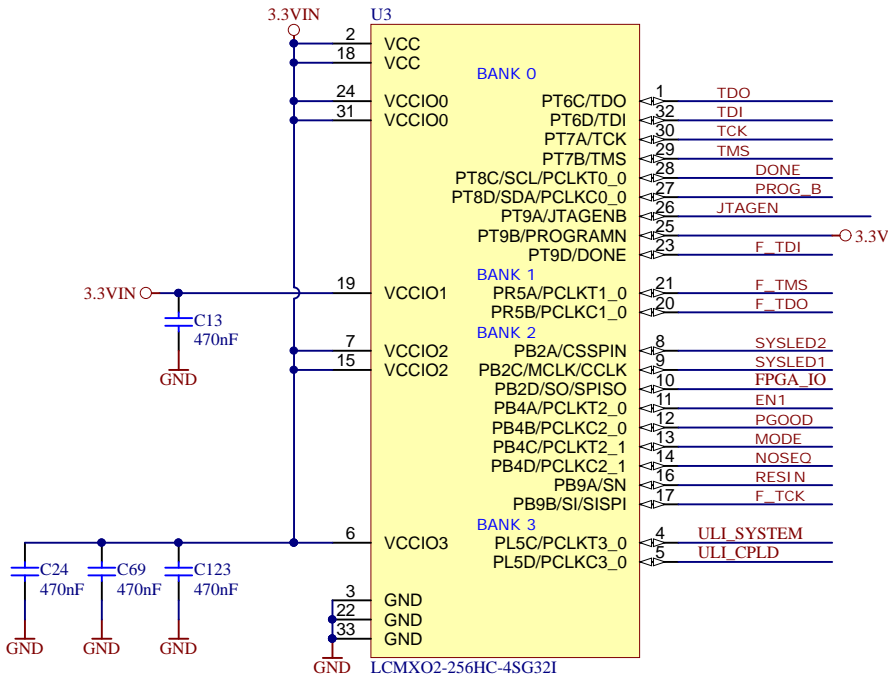 3.3VIN U3
2 VCC
18 VCC
BANK 0
24 VCCIO0 PT6C/TDO 1 TDO
31 VCCIO0 PT6D/TDI 32 TDI
PT7A/TCK 30 TCK
PT7B/TMS 29 TMS
PT8C/SCL/PCLKT0_0 28 DONE
PT8D/SDA/PCLKC0_0 27 PROG_B
PT9A/JTAGENB 26 JTAGEN
PT9B/PROGRAMN 25 3.3V
PT9D/DONE 23 F_TDI
BANK 1
3.3VIN 19 VCCIO1 PR5A/PCLKT1_0 21 F_TMS
PR5B/PCLKC1_0 20 F_TDO
C13
470nF
GND
BANK 2
7 VCCIO2 PB2A/CSSPIN 8 SYSLED2
15 VCCIO2 PB2C/MCLK/CCLK 9 SYSLED1
PB2D/SO/SPISO 10 FPGA_IO
PB4A/PCLKT2_0 11 EN1
PB4B/PCLKC2_0 12 PGOOD
PB4C/PCLKT2_1 13 MODE
PB4D/PCLKC2_1 14 NOSEQ
PB9A/SN 16 RESIN
PB9B/SI/SISPI 17 F_TCK
BANK 3
6 VCCIO3 PL5C/PCLKT3_0 4 ULI_SYSTEM
PL5D/PCLKC3_0 5 ULI_CPLD
C24 C69 C123
470nF 470nF 470nF
GND GND GND
3 GND
22 GND
33 GND
GND LCMXO2-256HC-4SG32I